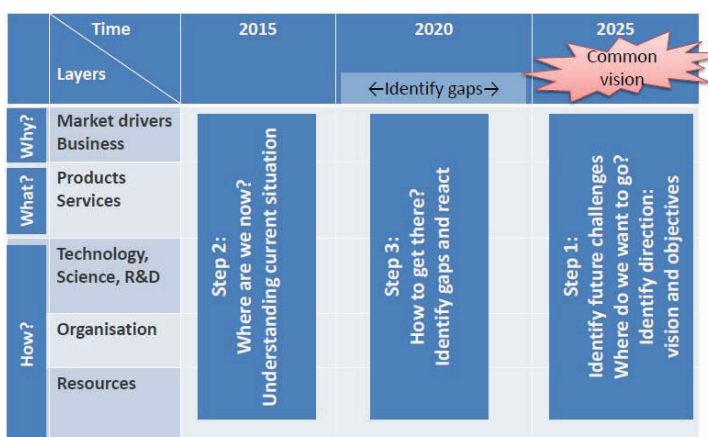 Time
2015
2020
2025
Layers
←Identify gaps→
Common
vision
Why?
Market drivers
Business
What?
Products
Services
How?
Technology,
Science, R&D
Organisation
Resources
Step 2:
Where are we now?
Understanding current situation
Step 3:
How to get there?
Identify gaps and react
Step 1:
Identify future challenges
Where do we want to go?
Identify direction:
vision and objectives